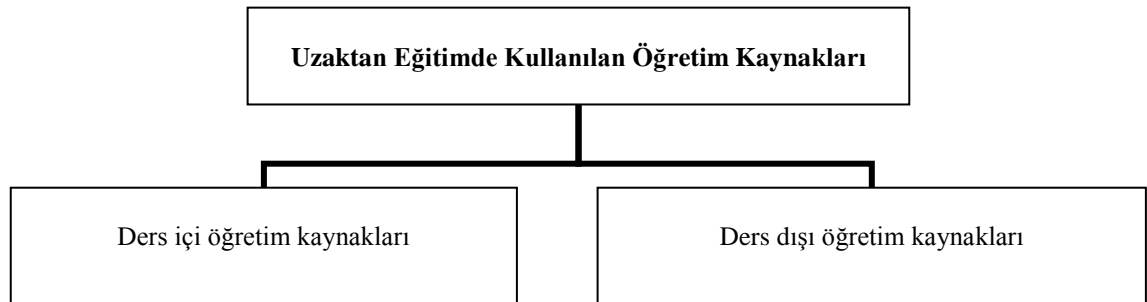 Uzaktan Eğitimde Kullanılan Öğretim Kaynakları
Ders içi öğretim kaynakları
Ders dışı öğretim kaynakları